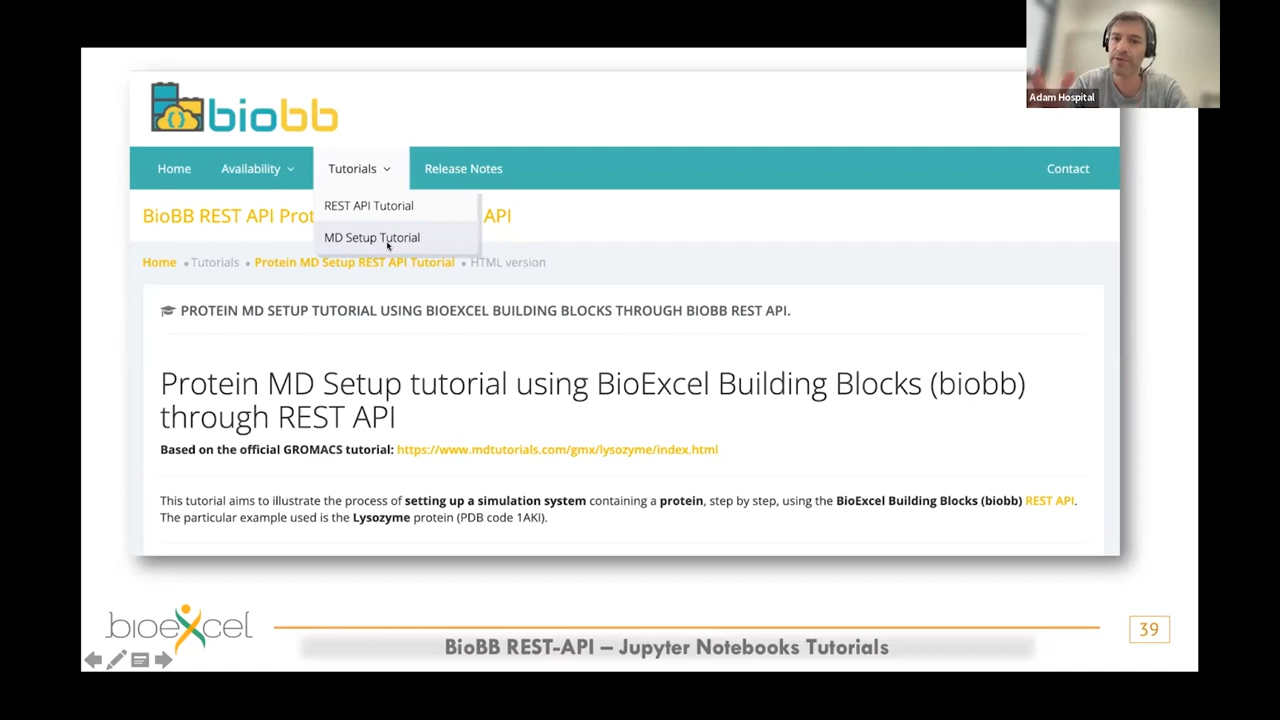 Adam Hospital
biobb
Home Availability Tutorials Release Notes Contact
REST API Tutorial
BioBB REST API Prot API
MD Setup Tutorial
Home • Tutorials • Protein MD Setup REST API Tutorial • HTML version
PROTEIN MD SETUP TUTORIAL USING BIOEXCEL BUILDING BLOCKS THROUGH BIOBB REST API.
Protein MD Setup tutorial using BioExcel Building Blocks (biobb)
through REST API
Based on the official GROMACS tutorial: https://www.mdtutorials.com/gmx/lysozyme/index.html
This tutorial aims to illustrate the process of setting up a simulation system containing a protein, step by step, using the BioExcel Building Blocks (biobb) REST API.
The particular example used is the Lysozyme protein (PDB code 1AKI).
bioexcel
BioBB REST-API – Jupyter Notebooks Tutorials
39